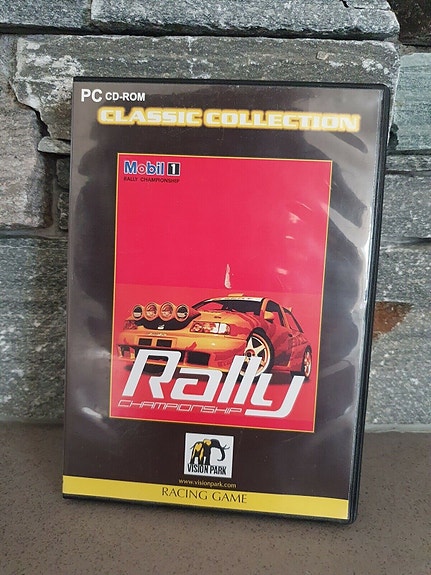 PC CD-ROM
CLASSIC COLLECTION
Mobil 1
RALLY CHAMPIONSHIP
Rally
CHAMPIONSHIP
VISION PARK
www.visionpark.com
RACING GAME